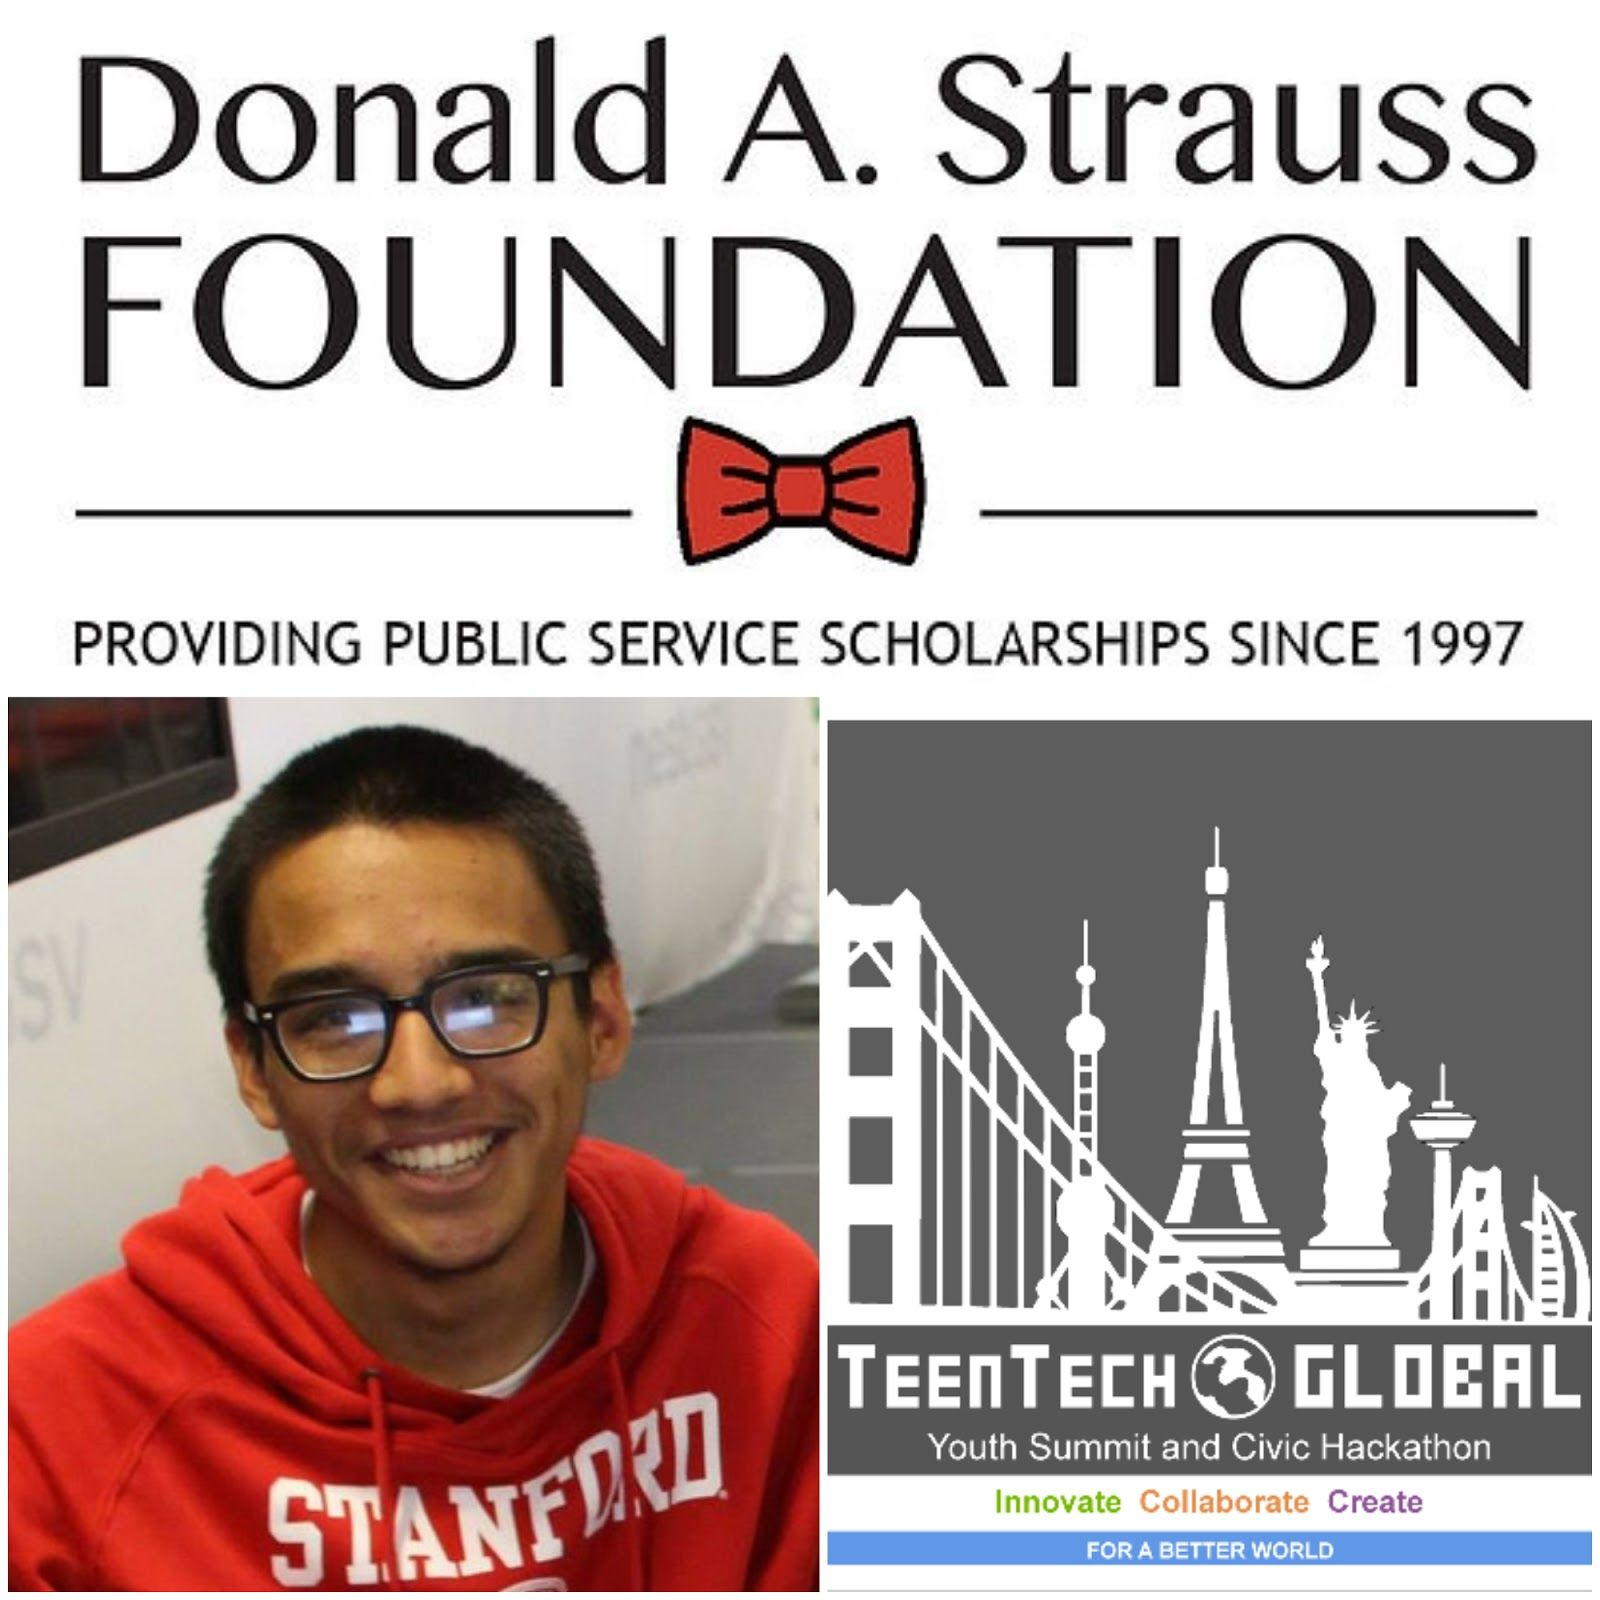 Donald A. Strauss
FOUNDATION
PROVIDING PUBLIC SERVICE SCHOLARSHIPS SINCE 1997
SV
STANFORD
TEENTECH GLOBAL
Youth Summit and Civic Hackathon
Innovate Collaborate Create
FOR A BETTER WORLD